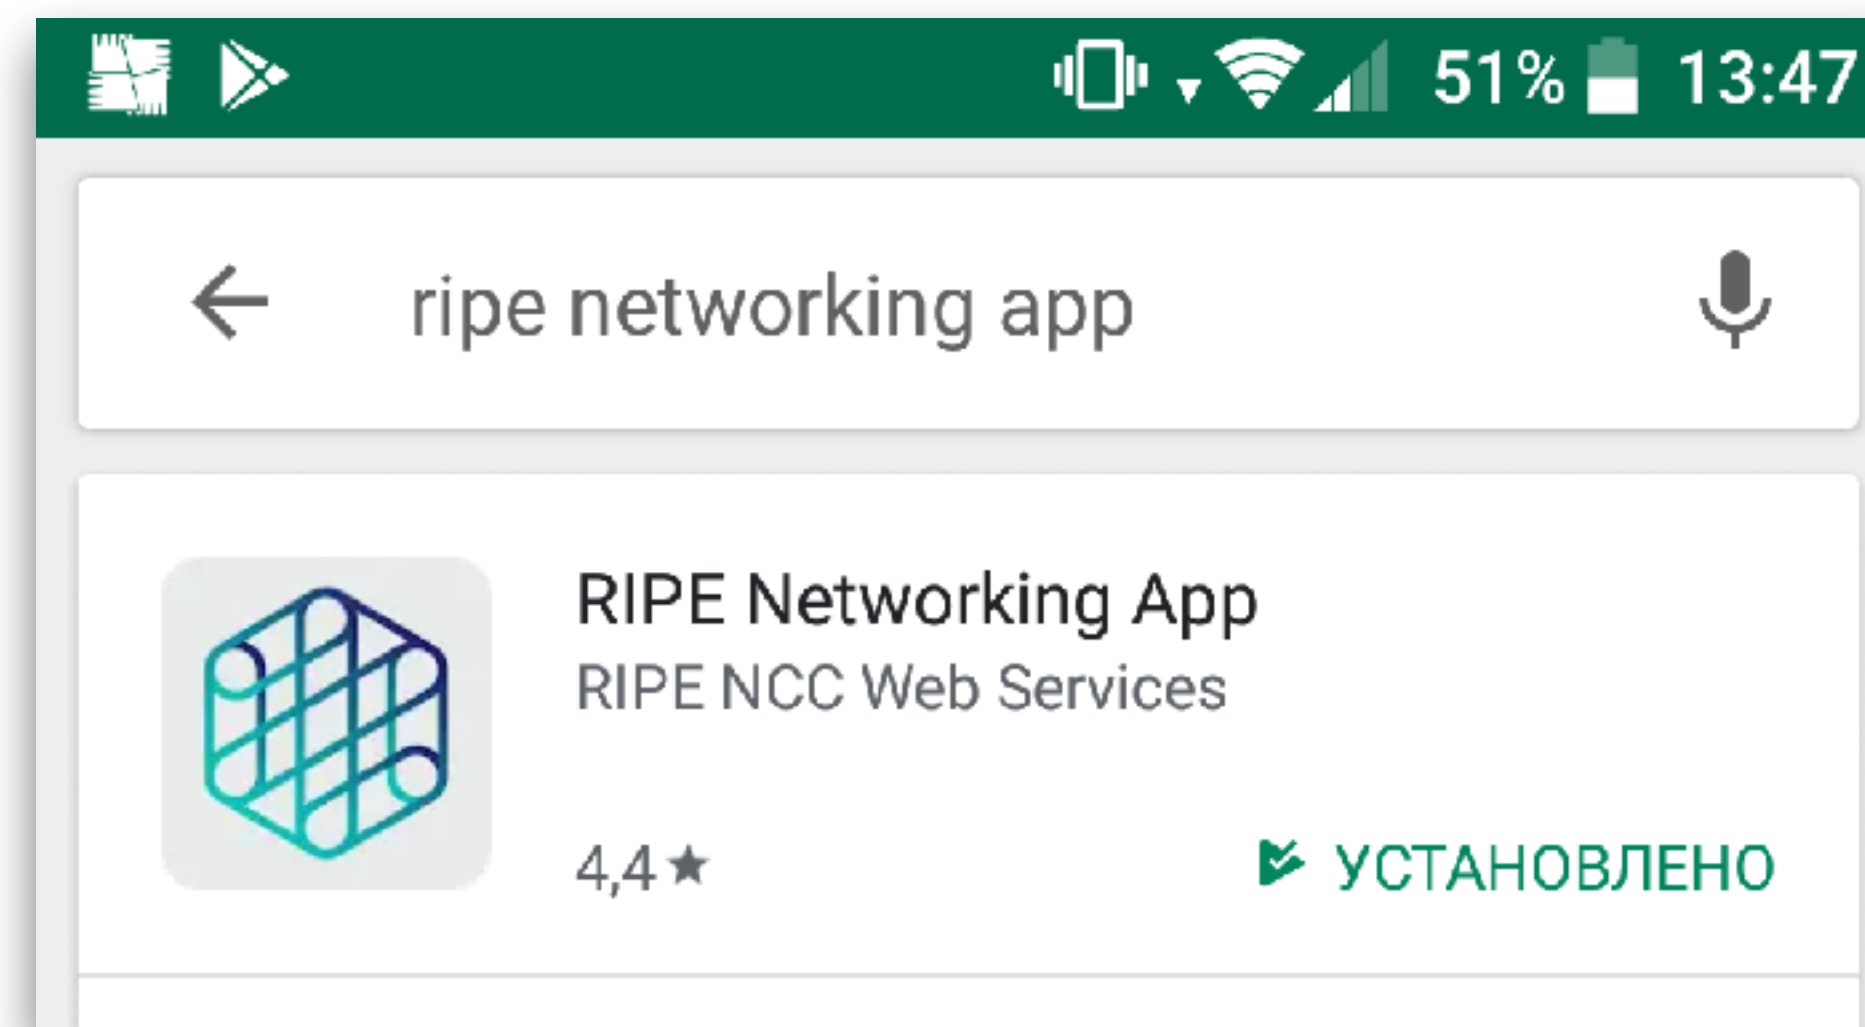 51% 13:47
ripe networking app
RIPE Networking App
RIPE NCC Web Services
4,4★ УСТАНОВЛЕНО